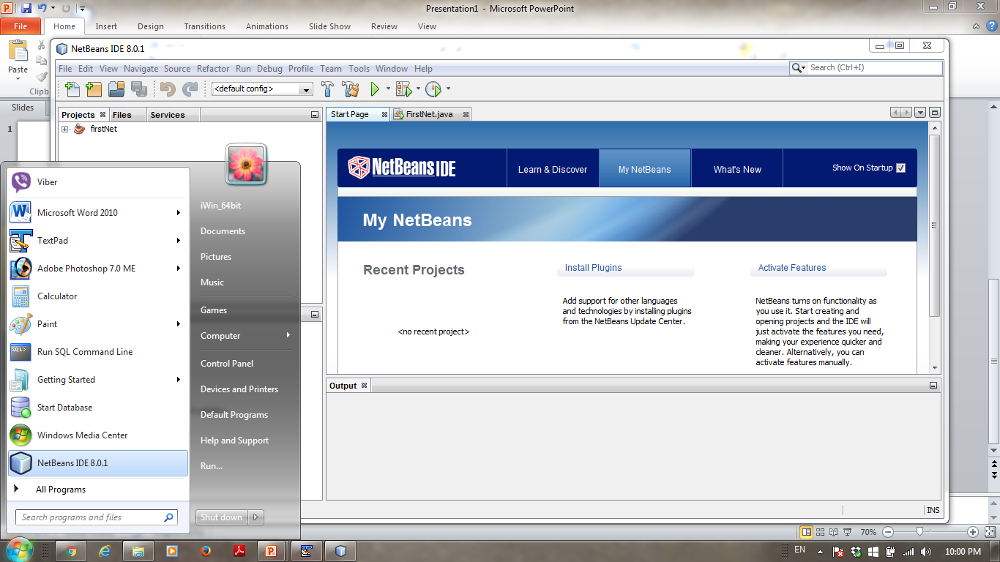 Presentation1 - Microsoft PowerPoint
File Home Insert Design Transitions Animations Slide Show Review View
Paste
Clipb
Slides
1
NetBeans IDE 8.0.1
File Edit View Navigate Source Refactor Run Debug Profile Team Tools Window Help
Search (Ctrl+I)
<default config>
Projects Files Services
firstNet
Start Page FirstNet.java
NetBeans IDE
Learn & Discover
My NetBeans
What's New
Show On Startup
My NetBeans
Recent Projects
<no recent project>
Install Plugins
Add support for other languages
and technologies by installing plugins
from the NetBeans Update Center.
Activate Features
NetBeans turns on functionality as
you use it. Start creating and
opening projects and the IDE will
just activate the features you need,
making your experience quicker and
cleaner. Alternatively, you can
activate features manually.
Output
INS
Viber
Microsoft Word 2010
TextPad
Adobe Photoshop 7.0 ME
Calculator
Paint
SQL>
Run SQL Command Line
Getting Started
Start Database
Windows Media Center
NetBeans IDE 8.0.1
All Programs
Search programs and files
iWin_64bit
Documents
Pictures
Music
Games
Computer
Control Panel
Devices and Printers
Default Programs
Help and Support
Run...
Shut down
70%
EN
10:00 PM